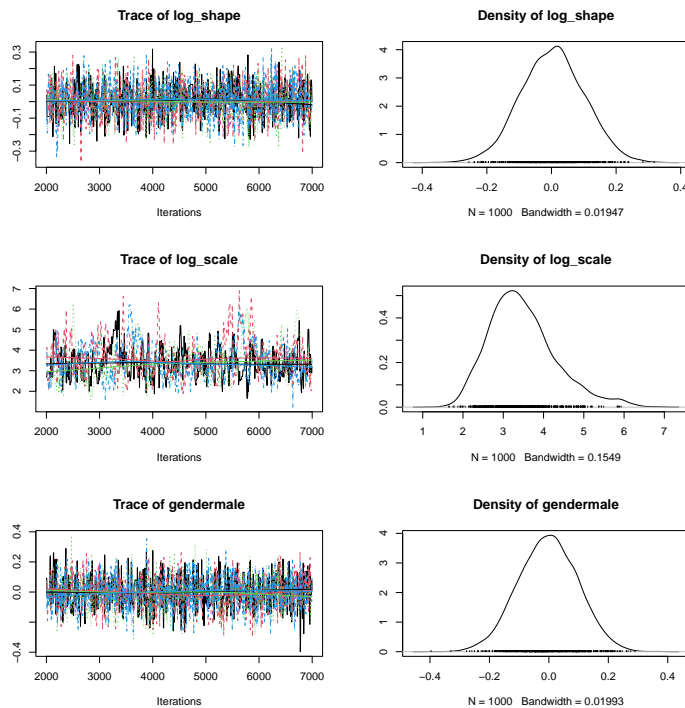 Trace of log_shape
0.3
0.1
-0.1
-0.3
2000 3000 4000 5000 6000 7000
Iterations
Density of log_shape
4
3
2
1
0
-0.4 -0.2 0.0 0.2 0.4
N = 1000 Bandwidth = 0.01947
Trace of log_scale
7
6
5
4
3
2
2000 3000 4000 5000 6000 7000
Iterations
Density of log_scale
0.4
0.2
0.0
1 2 3 4 5 6 7
N = 1000 Bandwidth = 0.1549
Trace of gendermale
0.4
0.2
0.0
-0.4
2000 3000 4000 5000 6000 7000
Iterations
Density of gendermale
4
3
2
1
0
-0.4 -0.2 0.0 0.2 0.4
N = 1000 Bandwidth = 0.01993